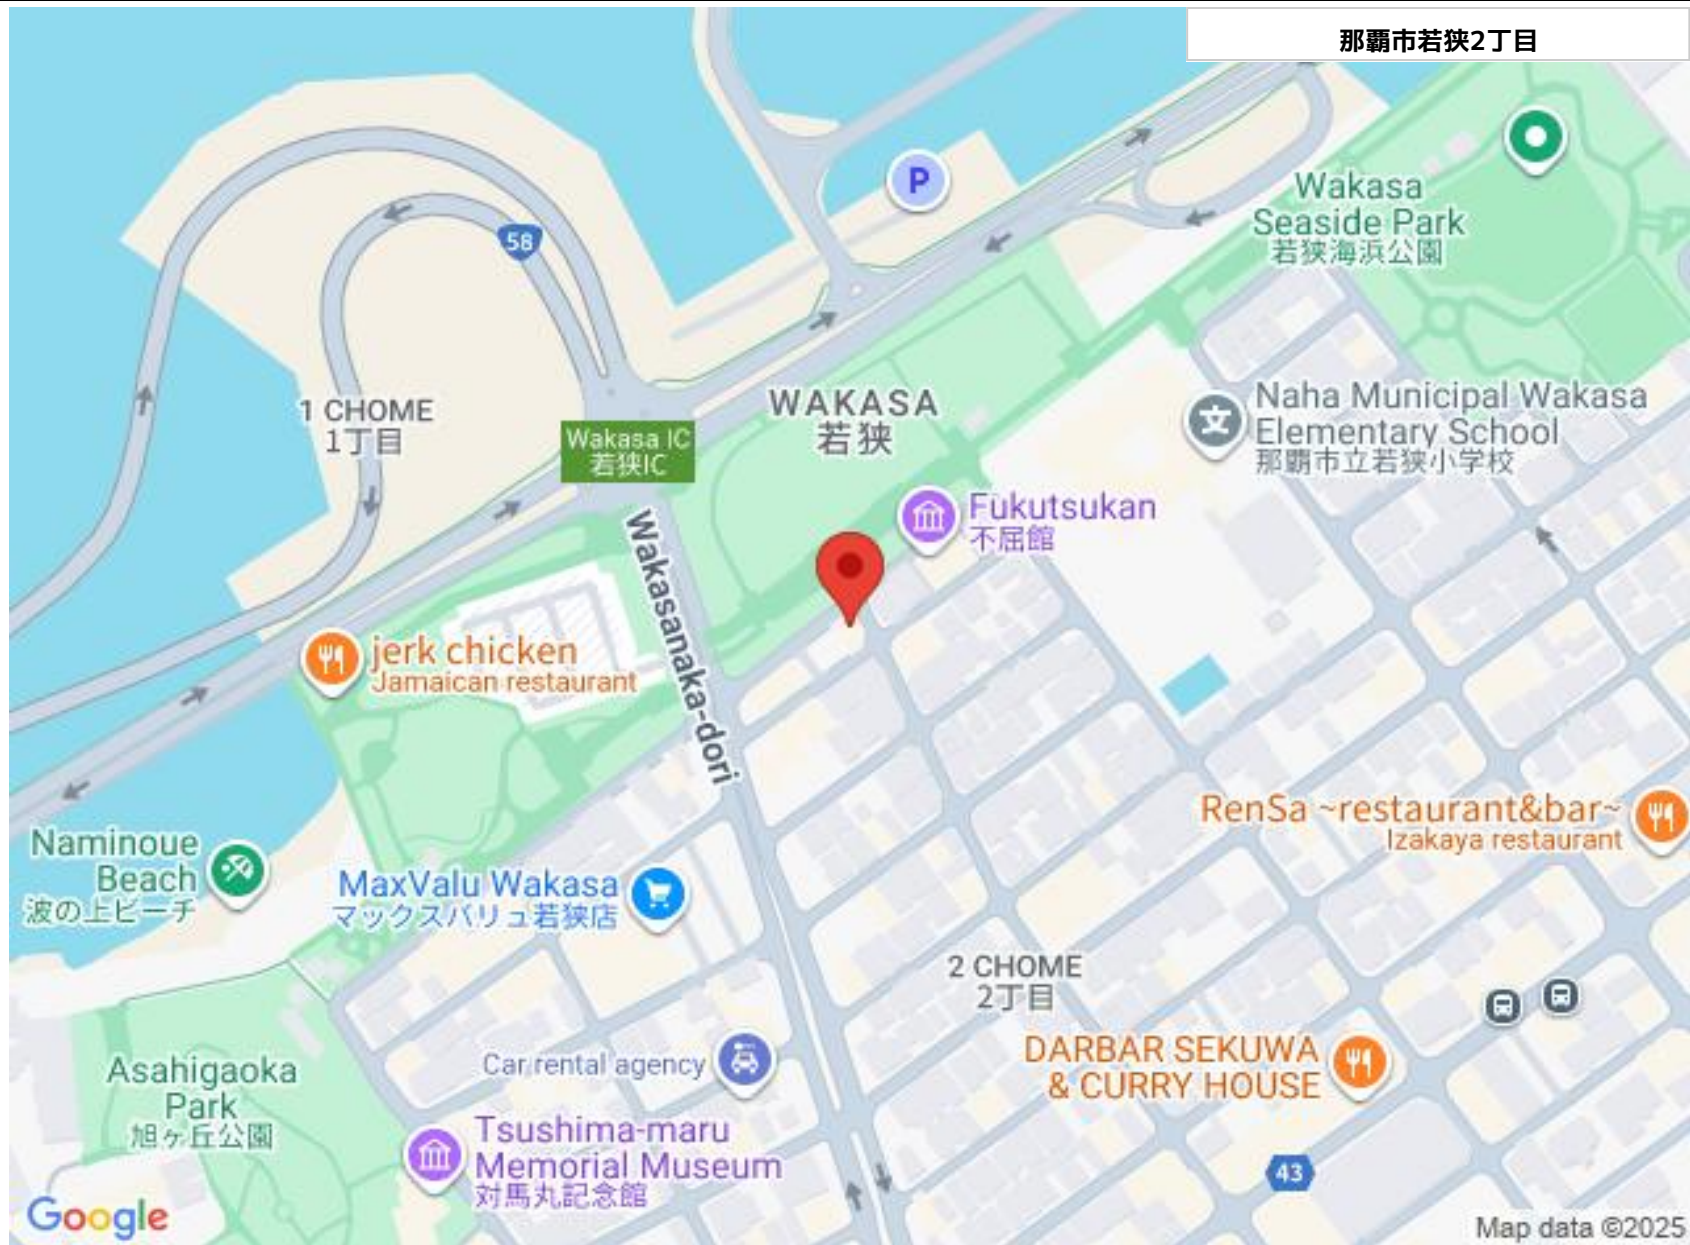 那覇市若狭2丁目
58
P
Wakasa
Seaside Park
若狭海浜公園
1 CHOME
1丁目
Wakasa IC
若狭IC
WAKASA
若狭
Naha Municipal Wakasa
Elementary School
那覇市立若狭小学校
文
Fukutsukan
不屈館
Wakasanaka-dori
jerk chicken
Jamaican restaurant
RenSa ~restaurant&bar~
Izakaya restaurant
Naminoue
Beach
波の上ビーチ
MaxValu Wakasa
マックスバリュ若狭店
2 CHOME
2丁目
DARBAR SEKUWA
& CURRY HOUSE
Car rental agency
Asahigaoka
Park
旭ヶ丘公園
Tsushima-maru
Memorial Museum
対馬丸記念館
43
Google
Map data ©2025